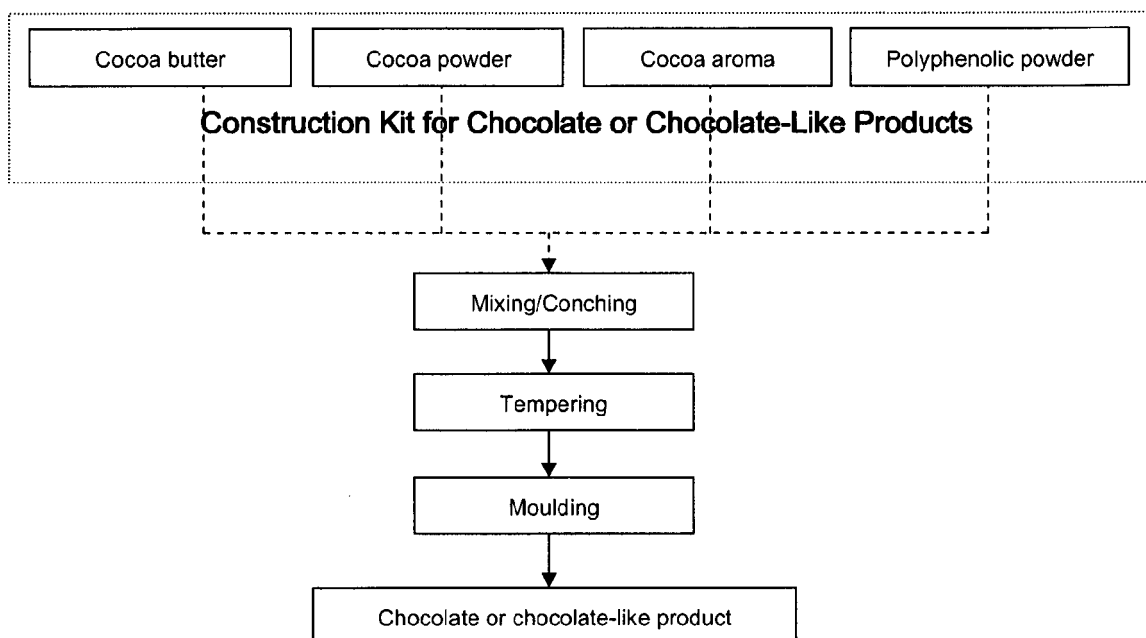 Cocoa butter
Cocoa powder
Cocoa aroma
Polyphenolic powder
Construction Kit for Chocolate or Chocolate-Like Products
Mixing/Conching
Tempering
Moulding
Chocolate or chocolate-like product